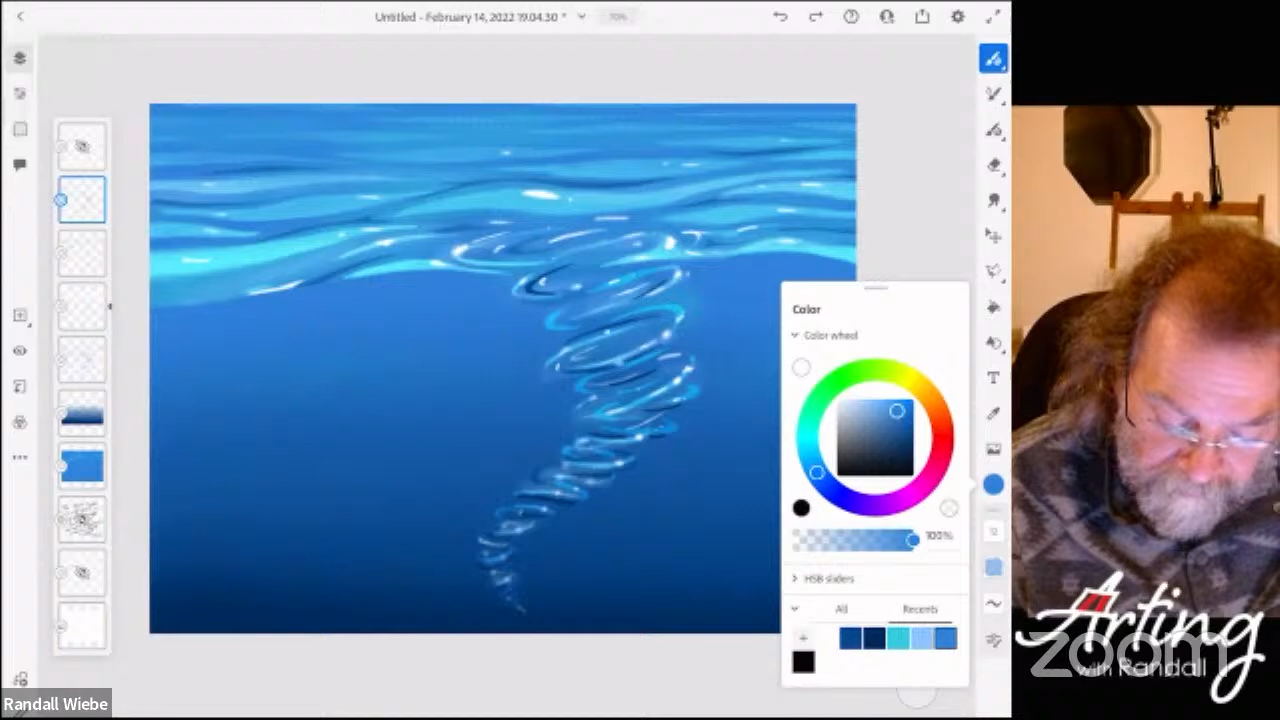 Untitled - February 14, 2022 19.04.30 *
70%
Color
Color wheel
100%
HSB sliders
All
Recents
T
Arting
with Randall
zoom
Randall Wiebe